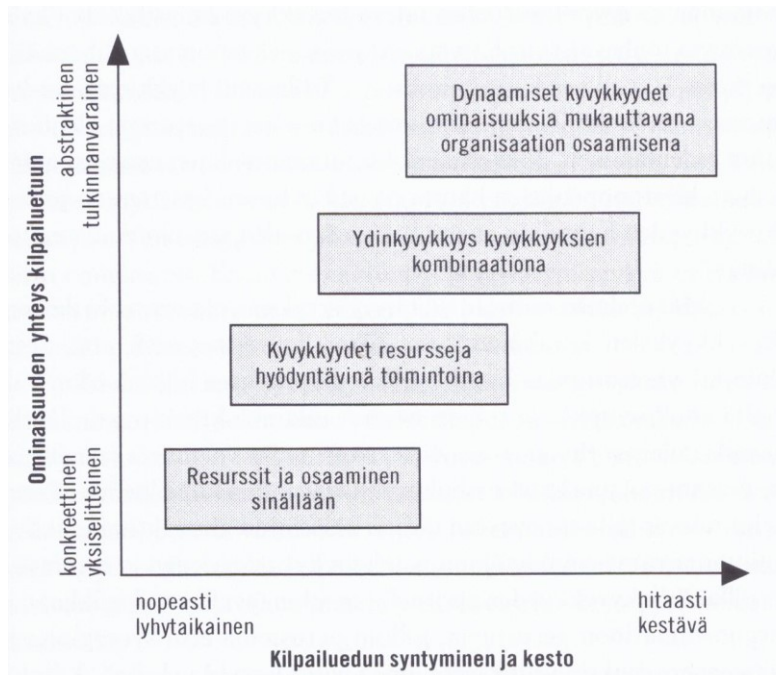 Ominaisuuden yhteys kilpailuetuun
abstraktinen
tulkinnanvarainen
konkreettinen
yksiselitteinen
Dynaamiset kyvykkyydet
ominaisuuksia mukauttavana
organisaation osaamisena
Ydinkyvykkyys kyvykkyyksien
kombinaationa
Kyvykkyydet resursseja
hyödyntävinä toimintoina
Resurssit ja osaaminen
sinällään
nopeasti
lyhytaikainen
hitaasti
kestävä
Kilpailuedun syntyminen ja kesto